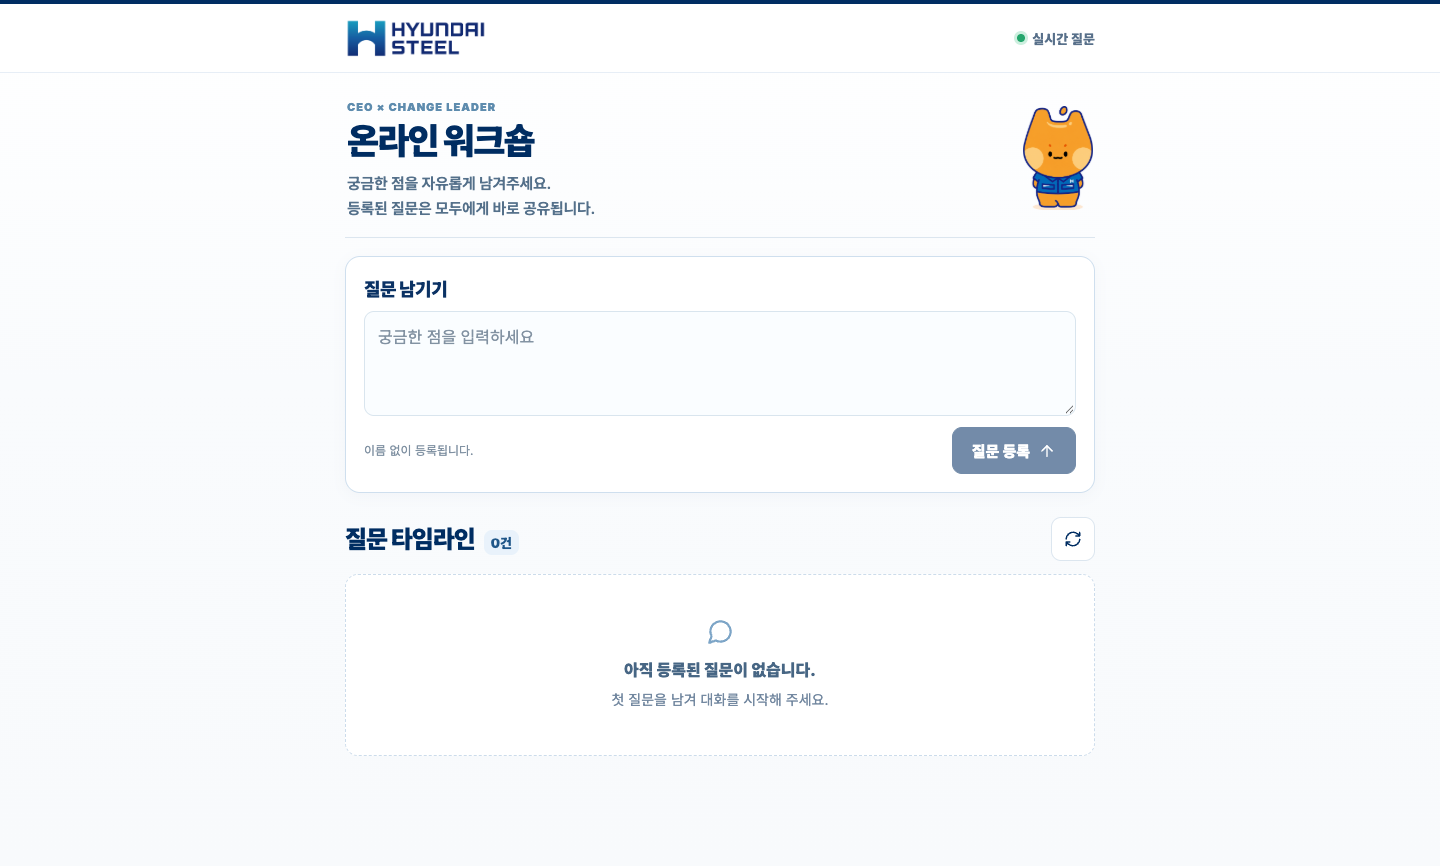 HYUNDAI
STEEL
실시간 질문
CEO × CHANGE LEADER
온라인 워크숍
궁금한 점을 자유롭게 남겨주세요.
등록된 질문은 모두에게 바로 공유됩니다.
질문 남기기
궁금한 점을 입력하세요
이름 없이 등록됩니다.
질문 등록
질문 타임라인 0건
아직 등록된 질문이 없습니다.
첫 질문을 남겨 대화를 시작해 주세요.